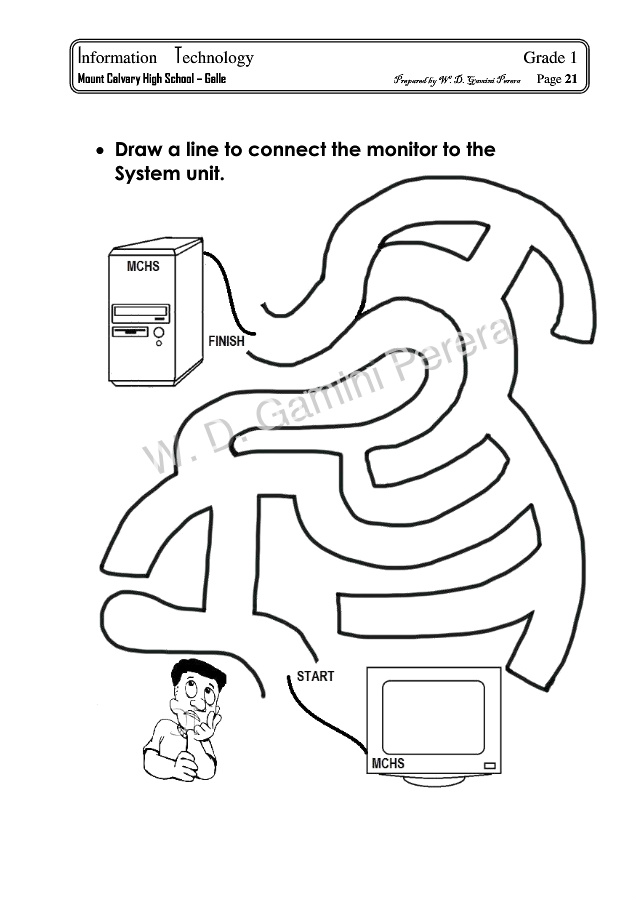 Information Technology Grade 1
Mount Calvary High School – Galle Prepared by W. D. Gamini Perera Page 21
• Draw a line to connect the monitor to the
System unit.
MCHS
FINISH
W. D. Gamini Perera
START
MCHS